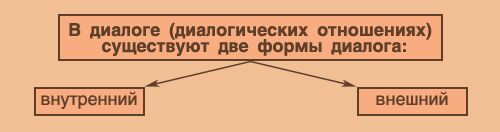 В диалоге (диалогических отношениях)
существуют две формы диалога:
внутренний
внешний